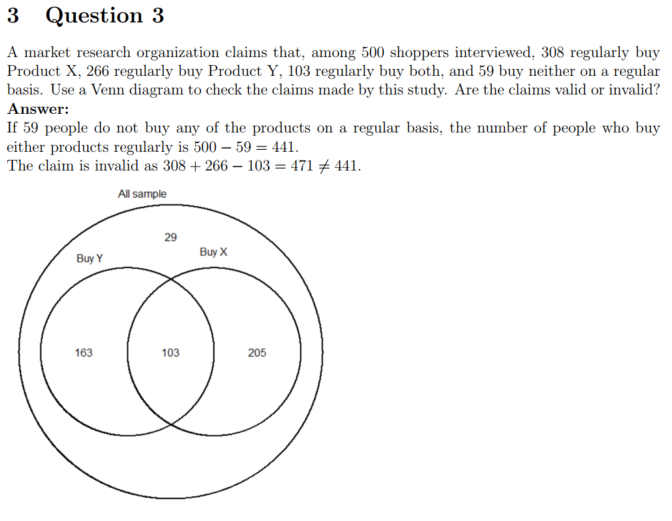 3 Question 3
A market research organization claims that, among 500 shoppers interviewed, 308 regularly buy
Product X, 266 regularly buy Product Y, 103 regularly buy both, and 59 buy neither on a regular
basis. Use a Venn diagram to check the claims made by this study. Are the claims valid or invalid?
Answer:
If 59 people do not buy any of the products on a regular basis, the number of people who buy
either products regularly is 500 − 59 = 441.
The claim is invalid as 308 + 266 − 103 = 471 ≠ 441.
All sample
29
Buy Y
Buy X
163
103
205